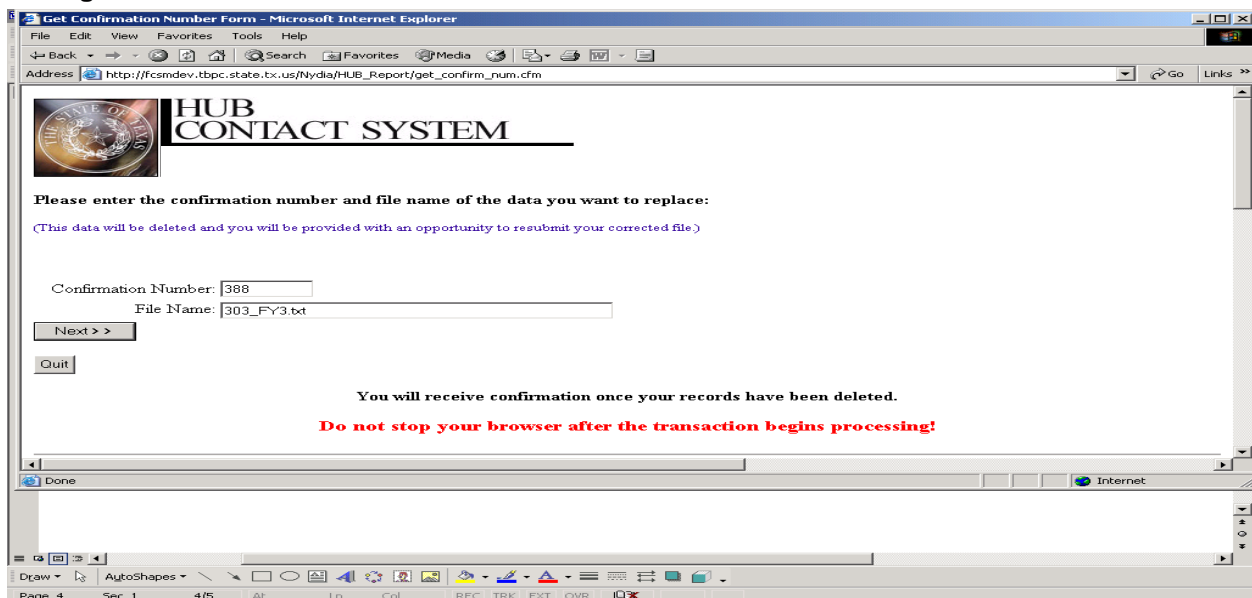 Get Confirmation Number Form - Microsoft Internet Explorer
File Edit View Favorites Tools Help
Back Search Favorites Media
Address http://fcsmdev.tbpc.state.tx.us/Nydia/HUB_Report/get_confirm_num.cfm Go Links »
THE STATE OF TEXAS
HUB
CONTACT SYSTEM
Please enter the confirmation number and file name of the data you want to replace:
(This data will be deleted and you will be provided with an opportunity to resubmit your corrected file.)
Confirmation Number: 388
File Name: 303_FY3.txt
Next > >
Quit
You will receive confirmation once your records have been deleted.
Do not stop your browser after the transaction begins processing!
Done Internet
Draw AutoShapes
Page 4 Sec 1 4/5 At Ln Col REC TRK EXT OVR